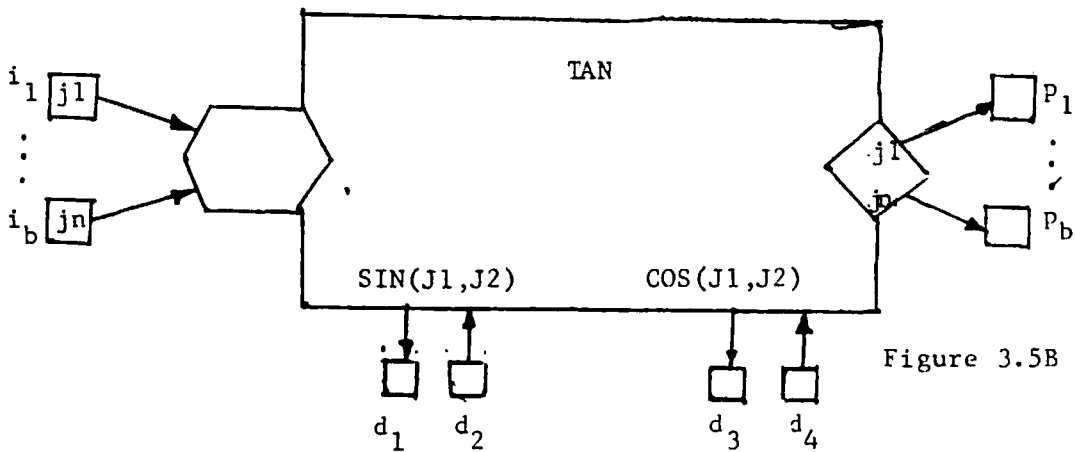 TAN
i1 j1
j1 P1
ib jn
jn Pb
SIN(J1,J2) COS(J1,J2)
Figure 3.5B
d1 d2 d3 d4